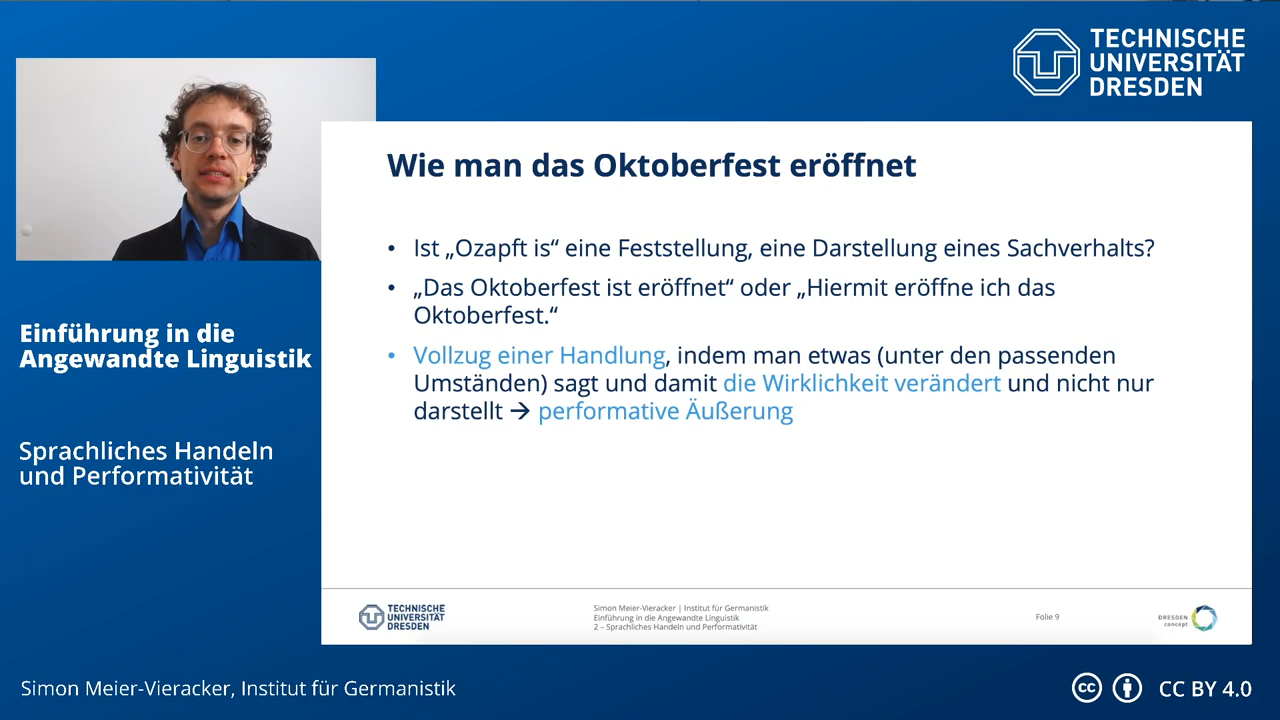 TECHNISCHE
UNIVERSITÄT
DRESDEN
Wie man das Oktoberfest eröffnet
• Ist „Ozapft is“ eine Feststellung, eine Darstellung eines Sachverhalts?
• „Das Oktoberfest ist eröffnet“ oder „Hiermit eröffne ich das
Oktoberfest.“
• Vollzug einer Handlung, indem man etwas (unter den passenden
Umständen) sagt und damit die Wirklichkeit verändert und nicht nur
darstellt → performative Äußerung
Einführung in die
Angewandte Linguistik
Sprachliches Handeln
und Performativität
TECHNISCHE
UNIVERSITÄT
DRESDEN
Simon Meier-Vieracker | Institut für Germanistik
Einführung in die Angewandte Linguistik
2 – Sprachliches Handeln und Performativität
Folie 9
DRESDEN
concept
Simon Meier-Vieracker, Institut für Germanistik
cc
CC BY 4.0